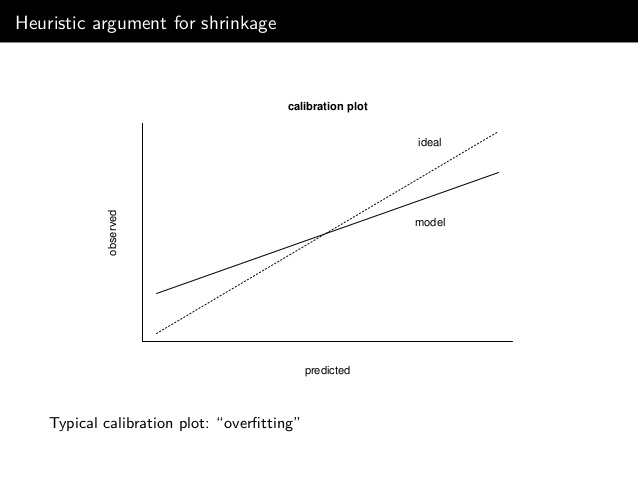 Heuristic argument for shrinkage
calibration plot
ideal
model
observed
predicted
Typical calibration plot: “overfitting”